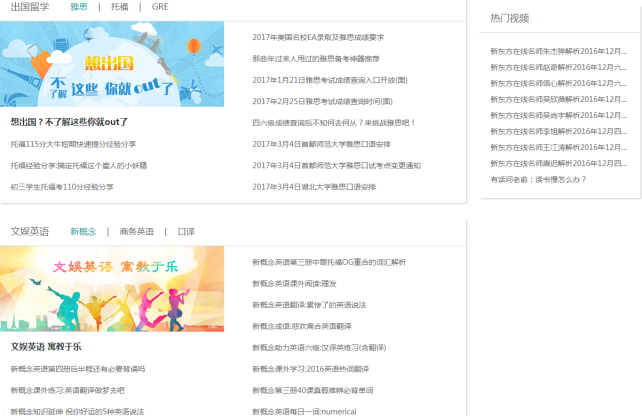 出国留学 雅思 | 托福 | GRE
想出国
不了解 这些 你就out了
想出国？不了解这些你就out了
托福115分大牛短期快速提分经验分享
托福经验分享:搞定托福这个磨人的小妖精
初三学生托福考110分经验分享
2017年美国名校EA录取及雅思成绩要求
那些年过来人用过的雅思备考神器推荐
2017年1月21日雅思考试成绩查询入口开放(图)
2017年2月25日雅思考试成绩查询时间(图)
四六级成绩查询后不知何去何从？来挑战雅思吧！
2017年3月4日首都师范大学雅思口语安排
2017年3月4日首都师范大学雅思口试考点变更通知
2017年3月4日湖北大学雅思口语安排
热门视频
新东方在线名师朱杰狮解析2016年12月...
新东方在线名师赵奇解析2016年12月六...
新东方在线名师信心解析2016年12月六...
新东方在线名师吴欣薇解析2016年12月...
新东方在线名师吴尚宇解析2016年12月...
新东方在线名师李旭解析2016年12月四...
新东方在线名师王江涛解析2016年12月...
新东方在线名师唐迟解析2016年12月四...
有话问老俞：读书慢怎么办？
文娱英语 新概念 | 商务英语 | 口译
文娱英语 寓教于乐
文娱英语 寓教于乐
新概念英语第四册后半程还有必要背诵吗
新概念课外练习:英语翻译做梦去吧
新概念知识延伸 祝你好运的5种英语说法
新概念英语第三册中跟托福OG重合的词汇解析
新概念英语课外阅读:理发
新概念英语翻译:累惨了的英语说法
新概念成语:悲欢离合英语翻译
新概念助力英语六级:汉译英练习(含翻译)
新概念课外学习:2016英语热词翻译
新概念第三册40课真假难辨必背单词
新概念英语每日一词:numerical